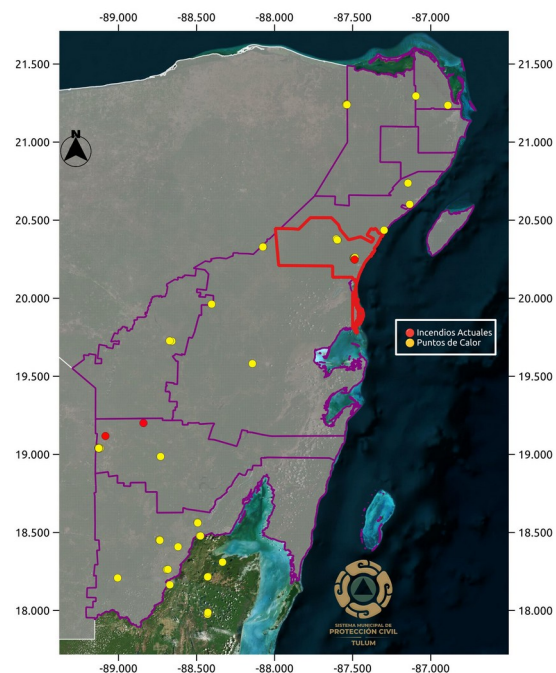 -89.000 -88.500 -88.000 -87.500 -87.000
21.500 21.500
N
21.000 21.000
20.500 20.500
20.000 20.000
Incendios Actuales
Puntos de Calor
19.500 19.500
19.000 19.000
18.500 18.500
SISTEMA MUNICIPAL DE
PROTECCIÓN CIVIL
TULUM
18.000 18.000
-89.000 -88.500 -88.000 -87.500 -87.000